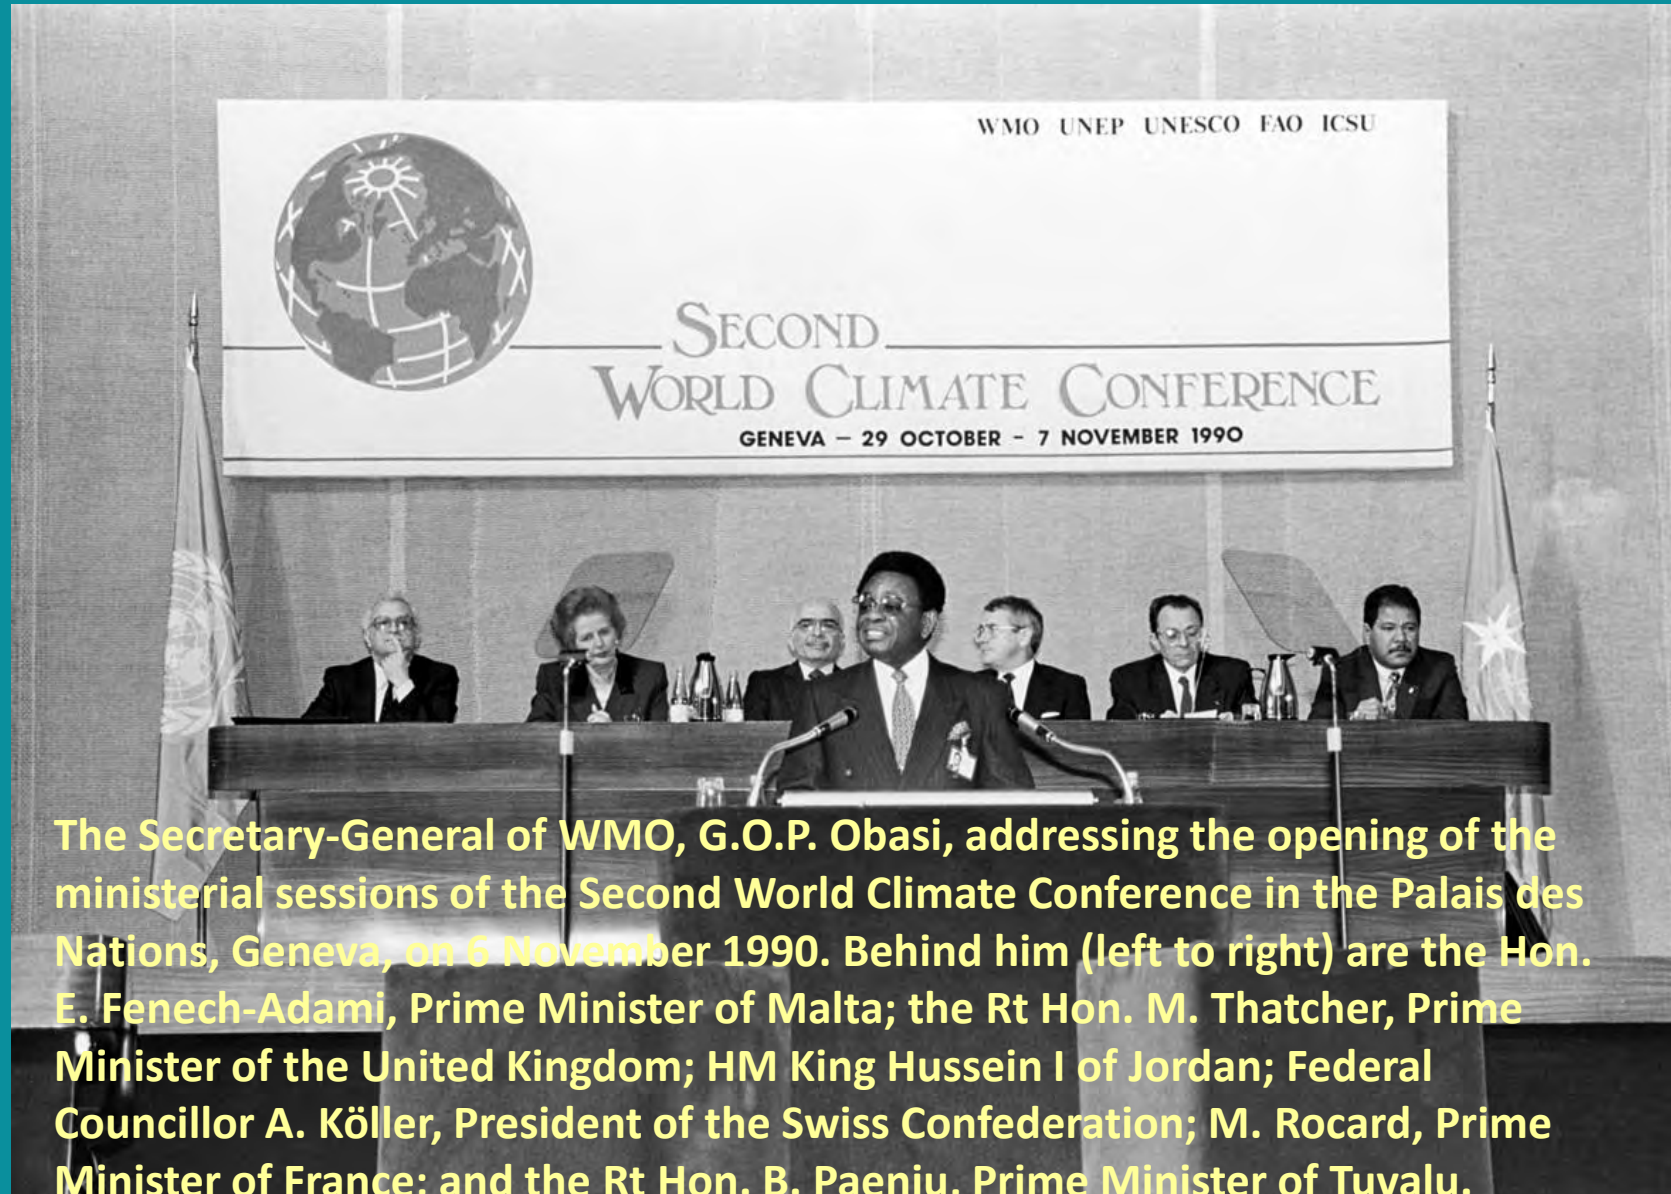 WMO UNEP UNESCO FAO ICSU
SECOND
WORLD CLIMATE CONFERENCE
GENEVA – 29 OCTOBER - 7 NOVEMBER 1990
The Secretary-General of WMO, G.O.P. Obasi, addressing the opening of the
ministerial sessions of the Second World Climate Conference in the Palais des
Nations, Geneva, on 6 November 1990. Behind him (left to right) are the Hon.
E. Fenech-Adami, Prime Minister of Malta; the Rt Hon. M. Thatcher, Prime
Minister of the United Kingdom; HM King Hussein I of Jordan; Federal
Councillor A. Köller, President of the Swiss Confederation; M. Rocard, Prime
Minister of France; and the Rt Hon. B. Paeniu, Prime Minister of Tuvalu.